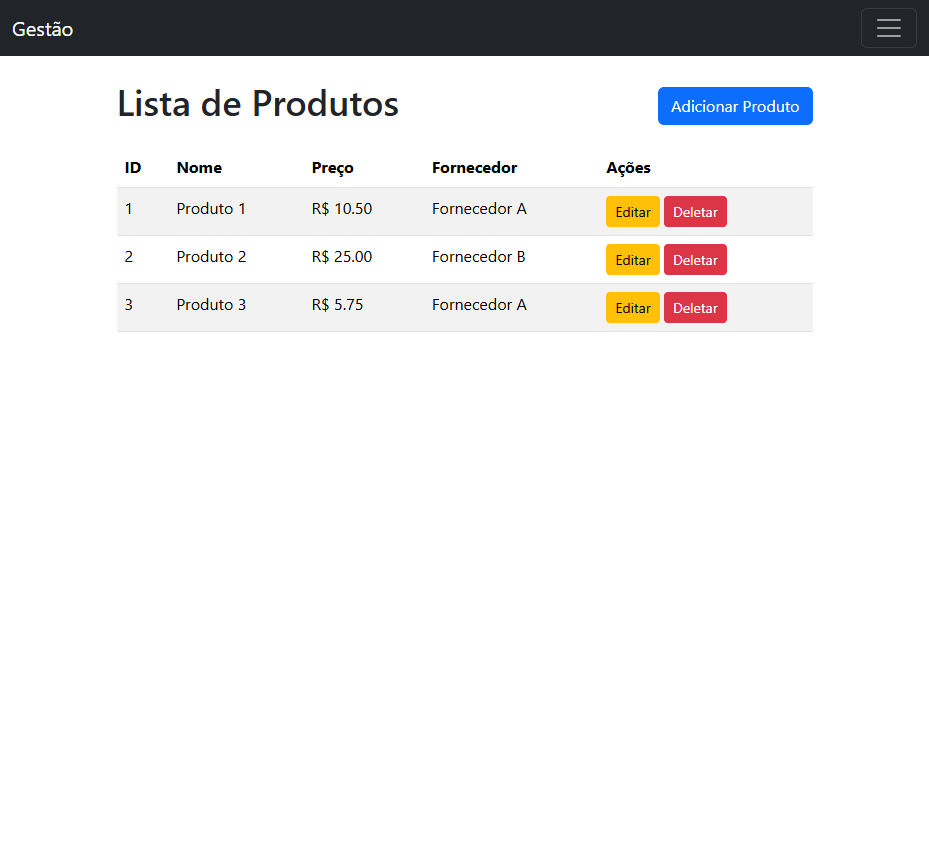 Gestão
Lista de Produtos
Adicionar Produto
ID Nome Preço Fornecedor Ações
1 Produto 1 R$ 10.50 Fornecedor A Editar Deletar
2 Produto 2 R$ 25.00 Fornecedor B Editar Deletar
3 Produto 3 R$ 5.75 Fornecedor A Editar Deletar